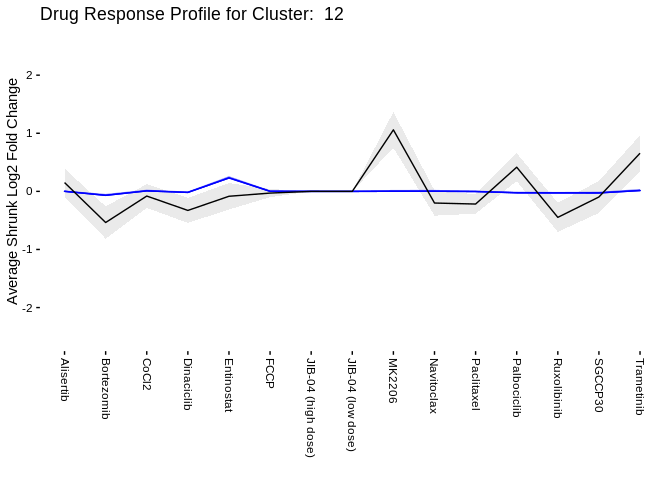 Drug Response Profile for Cluster:  12
Average Shrunk Log2 Fold Change
2
1
0
-1
-2
Alisertib
Bortezomib
CoCl2
Dinaciclib
Entinostat
FCCP
JIB-04 (high dose)
JIB-04 (low dose)
MK2206
Navitoclax
Paclitaxel
Palbociclib
Ruxolibinib
SGCCP30
Trametinib